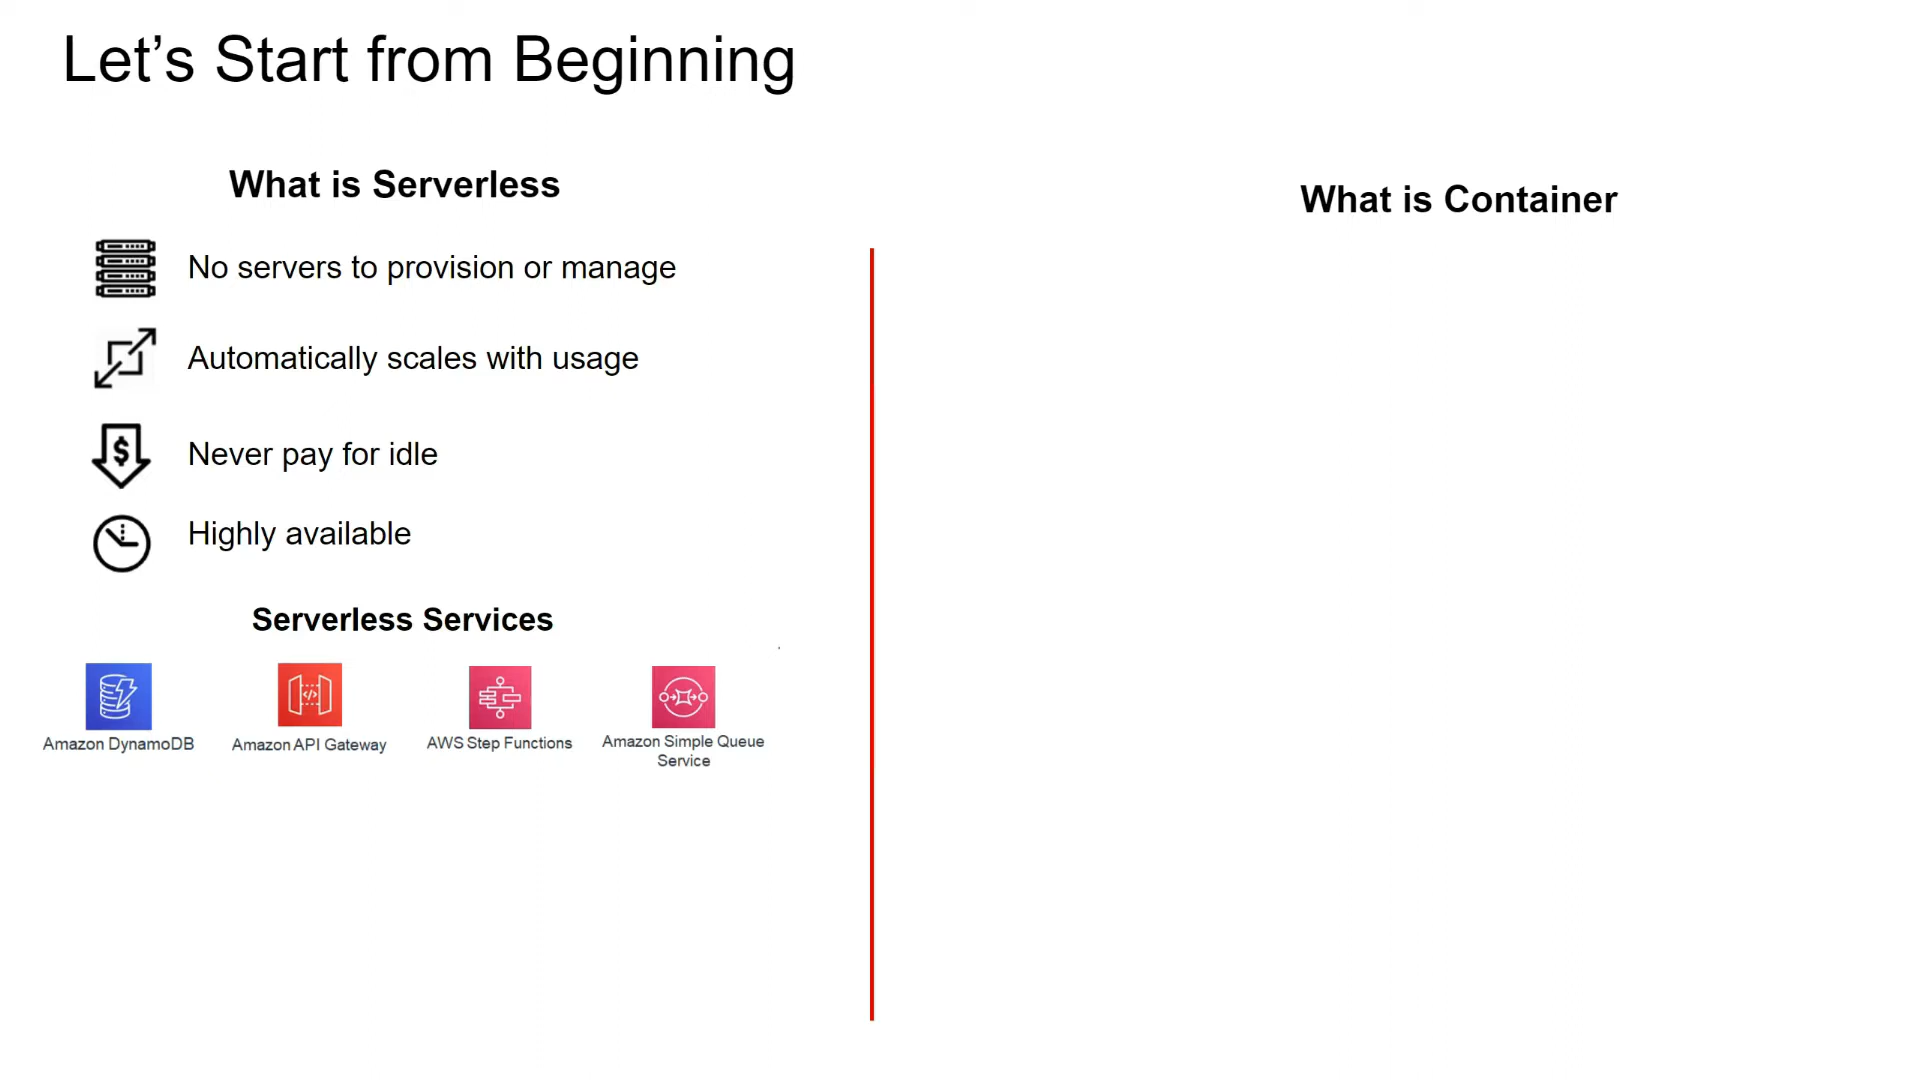 Let’s Start from Beginning
What is Serverless
No servers to provision or manage
Automatically scales with usage
Never pay for idle
Highly available
Serverless Services
Amazon DynamoDB
Amazon API Gateway
AWS Step Functions
Amazon Simple Queue
Service
What is Container